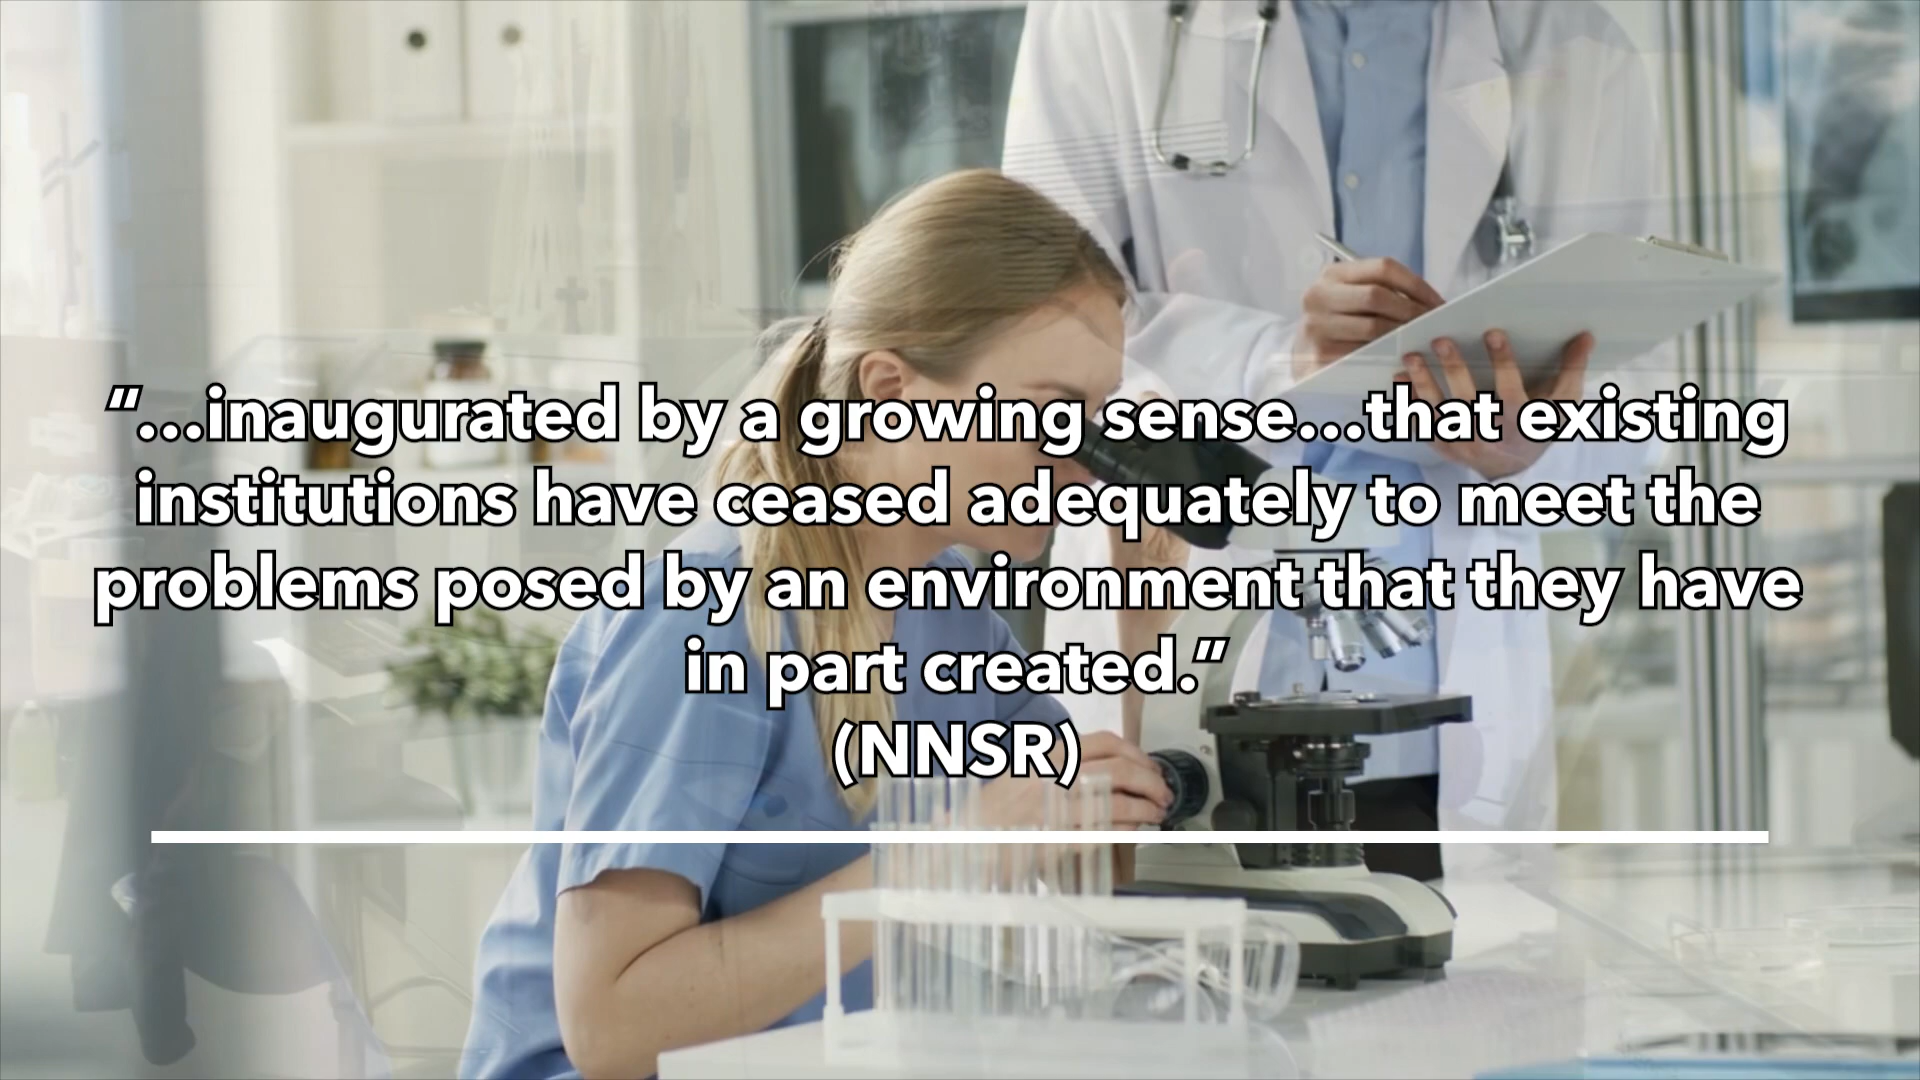 “...inaugurated by a growing sense...that existing
institutions have ceased adequately to meet the
problems posed by an environment that they have
in part created.”
(NNSR)